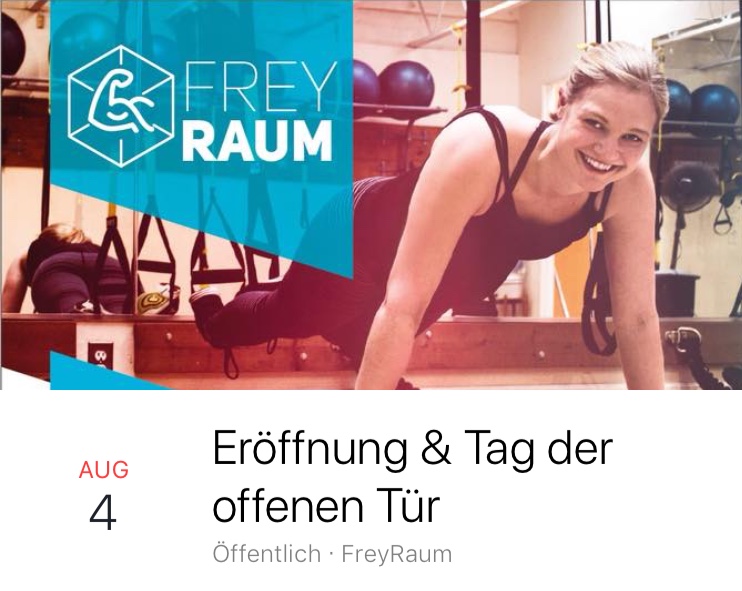 FREY
RAUM
AUG
4
Eröffnung & Tag der
offenen Tür
Öffentlich · FreyRaum